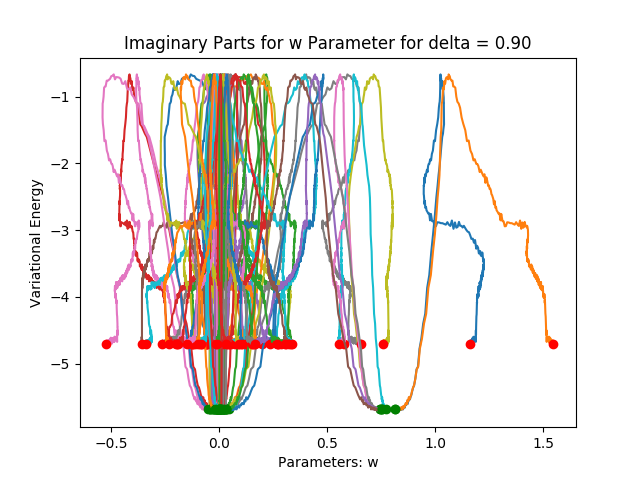 Imaginary Parts for w Parameter for delta = 0.90
Variational Energy
−1
−2
−3
−4
−5
−0.5 0.0 0.5 1.0 1.5
Parameters: w